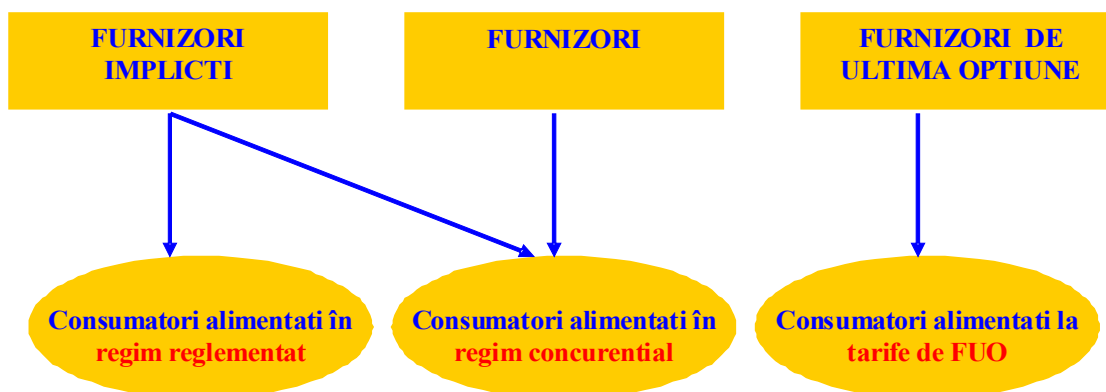 FURNIZORI
IMPLICTI
FURNIZORI
FURNIZORI DE
ULTIMA OPTIUNE
Consumatori alimentati în
regim reglementat
Consumatori alimentati în
regim concurential
Consumatori alimentati la
tarife de FUO